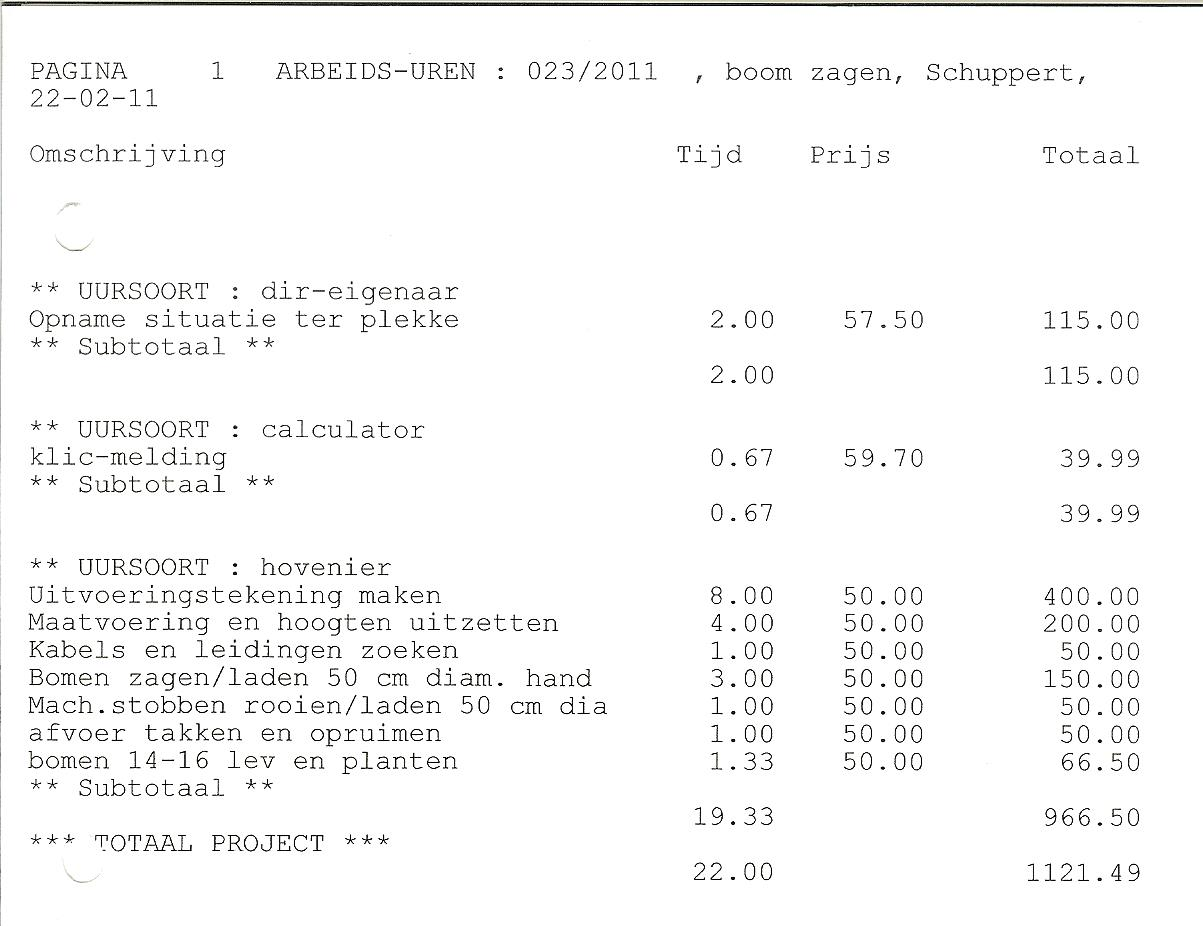 PAGINA 1 ARBEIDS-UREN : 023/2011 , boom zagen, Schuppert,
22-02-11
Omschrijving Tijd Prijs Totaal
** UURSOORT : dir-eigenaar
Opname situatie ter plekke 2.00 57.50 115.00
** Subtotaal **
2.00 115.00
** UURSOORT : calculator
klic-melding 0.67 59.70 39.99
** Subtotaal **
0.67 39.99
** UURSOORT : hovenier
Uitvoeringstekening maken 8.00 50.00 400.00
Maatvoering en hoogten uitzetten 4.00 50.00 200.00
Kabels en leidingen zoeken 1.00 50.00 50.00
Bomen zagen/laden 50 cm diam. hand 3.00 50.00 150.00
Mach.stobben rooien/laden 50 cm dia 1.00 50.00 50.00
afvoer takken en opruimen 1.00 50.00 50.00
bomen 14-16 lev en planten 1.33 50.00 66.50
** Subtotaal **
19.33 966.50
*** TOTAAL PROJECT ***
22.00 1121.49